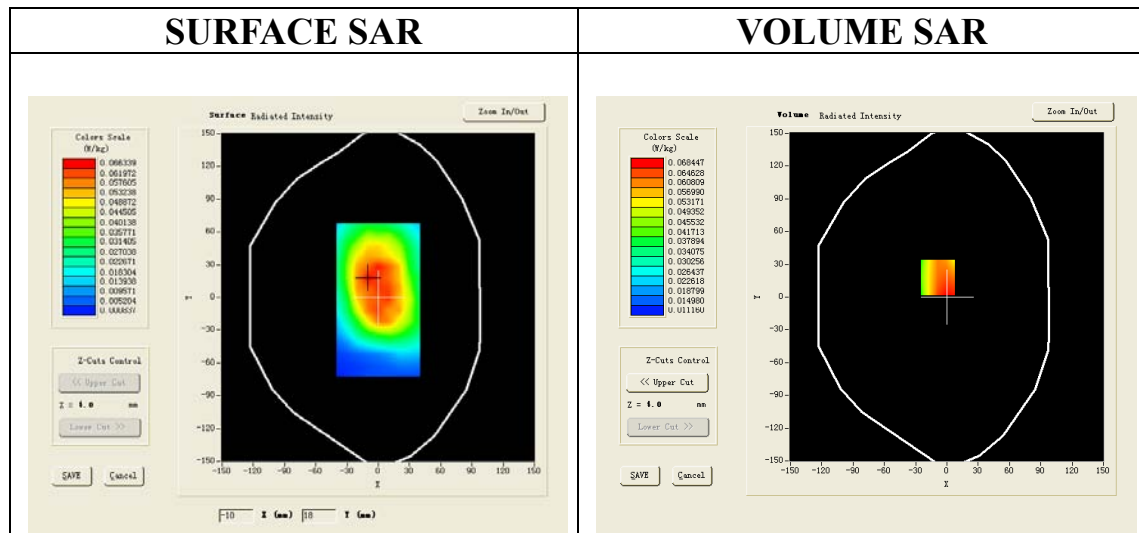 SURFACE SAR
VOLUME SAR
Surface Radiated Intensity
Zoom In/Out
Colors Scale
(W/kg)
0.066339
0.061972
0.057605
0.053238
0.048872
0.044505
0.040138
0.035771
0.031405
0.027038
0.022671
0.018304
0.013938
0.009571
0.005204
0.000837
150
120
90
60
30
0
-30
-60
-90
-120
-150
Y
-150 -120 -90 -60 -30 0 30 60 90 120 150
X
Z-Cuts Control
<< Upper Cut
Z = 4.0 mm
Lower Cut >>
SAVE Cancel
-10 X (mm) 18 Y (mm)
Volume Radiated Intensity
Zoom In/Out
Colors Scale
(W/kg)
0.068447
0.064628
0.060809
0.056990
0.053171
0.049352
0.045532
0.041713
0.037894
0.034075
0.030256
0.026437
0.022618
0.018799
0.014980
0.011160
150
120
90
60
30
0
-30
-60
-90
-120
-150
Y
-150 -120 -90 -60 -30 0 30 60 90 120 150
X
Z-Cuts Control
<< Upper Cut
Z = 4.0 mm
Lower Cut >>
SAVE Cancel